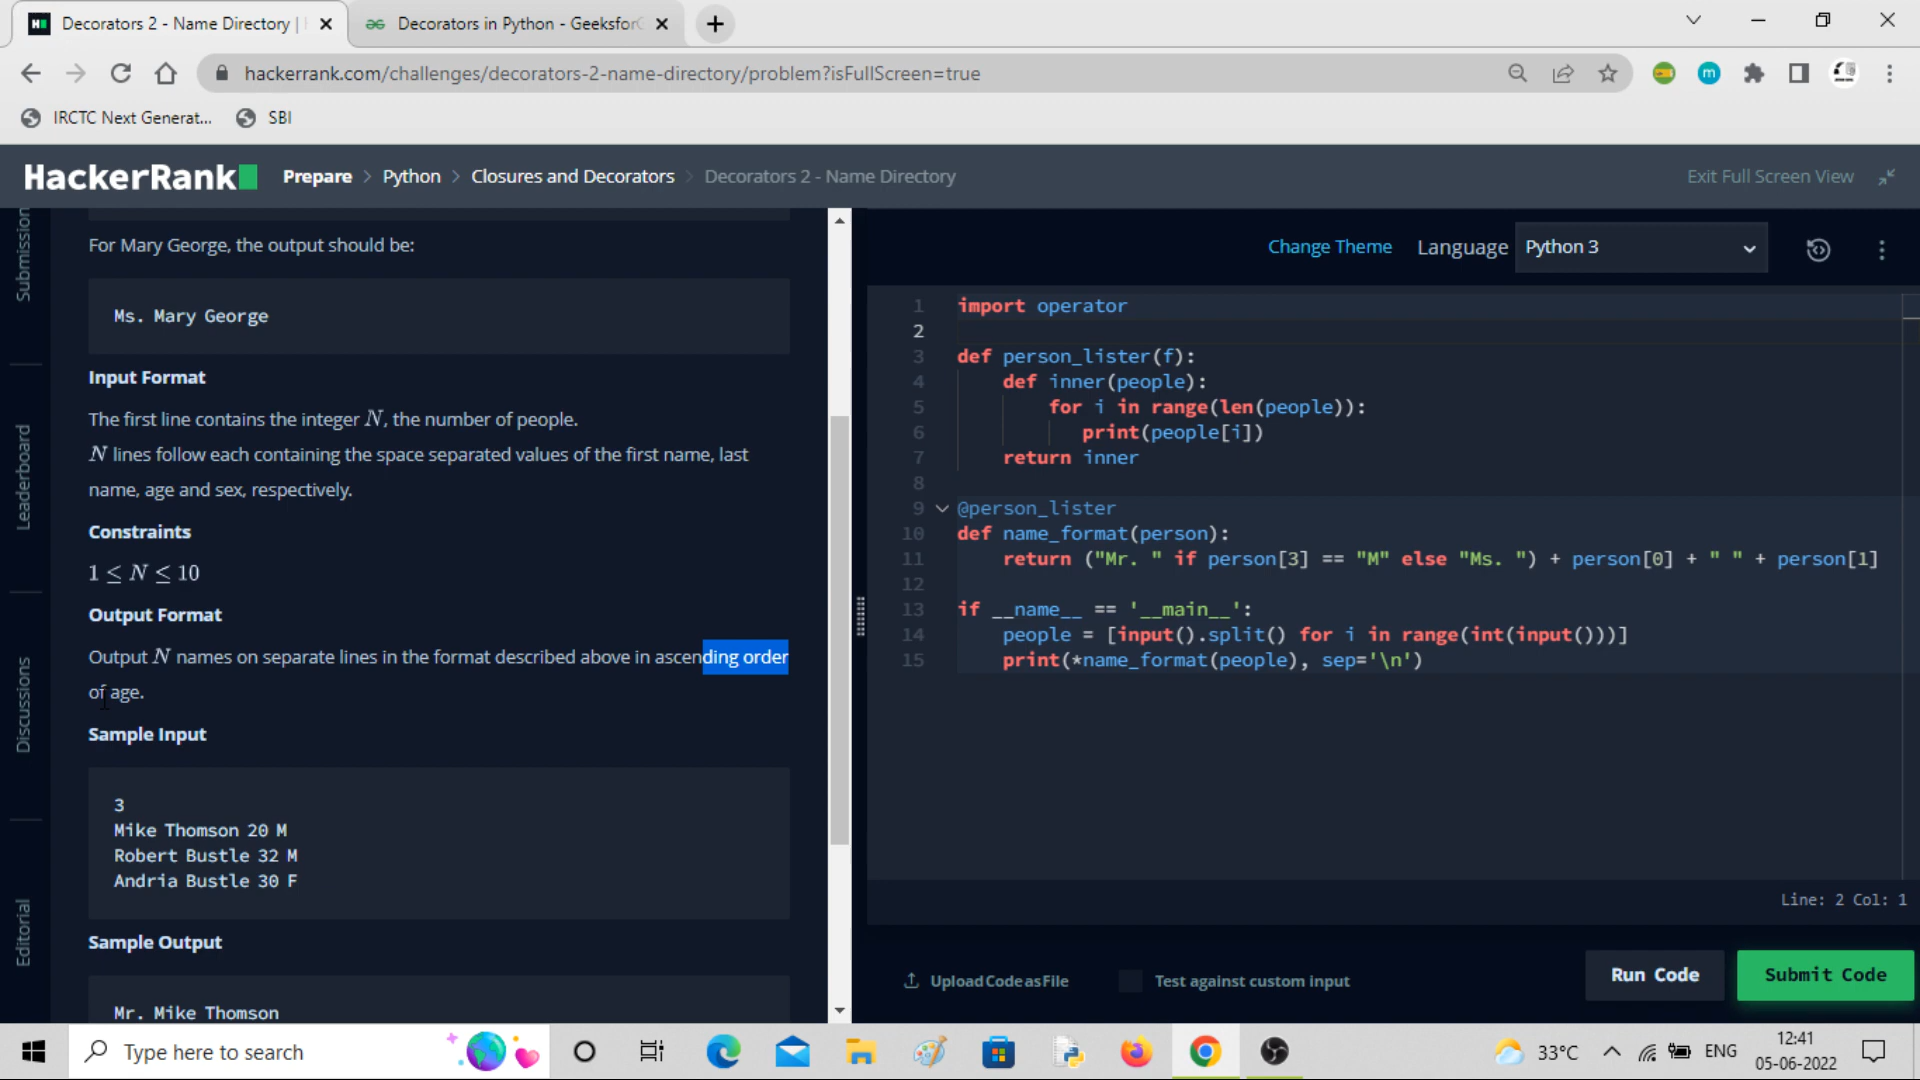 Decorators 2 - Name Directory |
Decorators in Python - Geeksfor
hackerrank.com/challenges/decorators-2-name-directory/problem?isFullScreen=true
m
IRCTC Next Generat...
SBI
HackerRank
Prepare > Python > Closures and Decorators > Decorators 2 - Name Directory
Exit Full Screen View
Submission
Leaderboard
Discussions
Editorial
For Mary George, the output should be:
Ms. Mary George
Input Format
The first line contains the integer N, the number of people.
N lines follow each containing the space separated values of the first name, last
name, age and sex, respectively.
Constraints
1 ≤ N ≤ 10
Output Format
Output N names on separate lines in the format described above in ascending order
of age.
Sample Input
3
Mike Thomson 20 M
Robert Bustle 32 M
Andria Bustle 30 F
Sample Output
Mr. Mike Thomson
Change Theme
Language
Python 3
1 import operator
2
3 def person_lister(f):
4 def inner(people):
5 for i in range(len(people)):
6 print(people[i])
7 return inner
8
9 @person_lister
10 def name_format(person):
11 return ("Mr. " if person[3] == "M" else "Ms. ") + person[0] + " " + person[1]
12
13 if __name__ == '__main__':
14 people = [input().split() for i in range(int(input()))]
15 print(*name_format(people), sep='\n')
Line: 2 Col: 1
Upload Code as File
Test against custom input
Run Code
Submit Code
Type here to search
33°C
ENG
12:41
05-06-2022